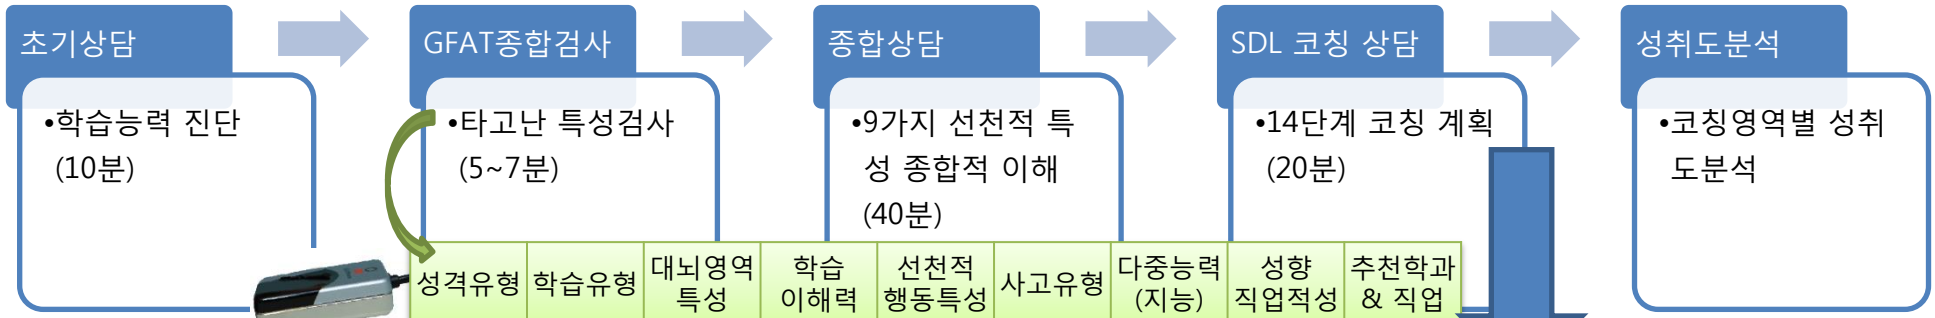 초기상담
GFAT종합검사
종합상담
SDL 코칭 상담
성취도분석
•학습능력 진단
(10분)
•타고난 특성검사
(5~7분)
•9가지 선천적 특
성 종합적 이해
(40분)
•14단계 코칭 계획
(20분)
•코칭영역별 성취
도분석
성격유형
학습유형
대뇌영역
특성
학습
이해력
선천적
행동특성
사고유형
다중능력
(지능)
성향
직업적성
추천학과
& 직업